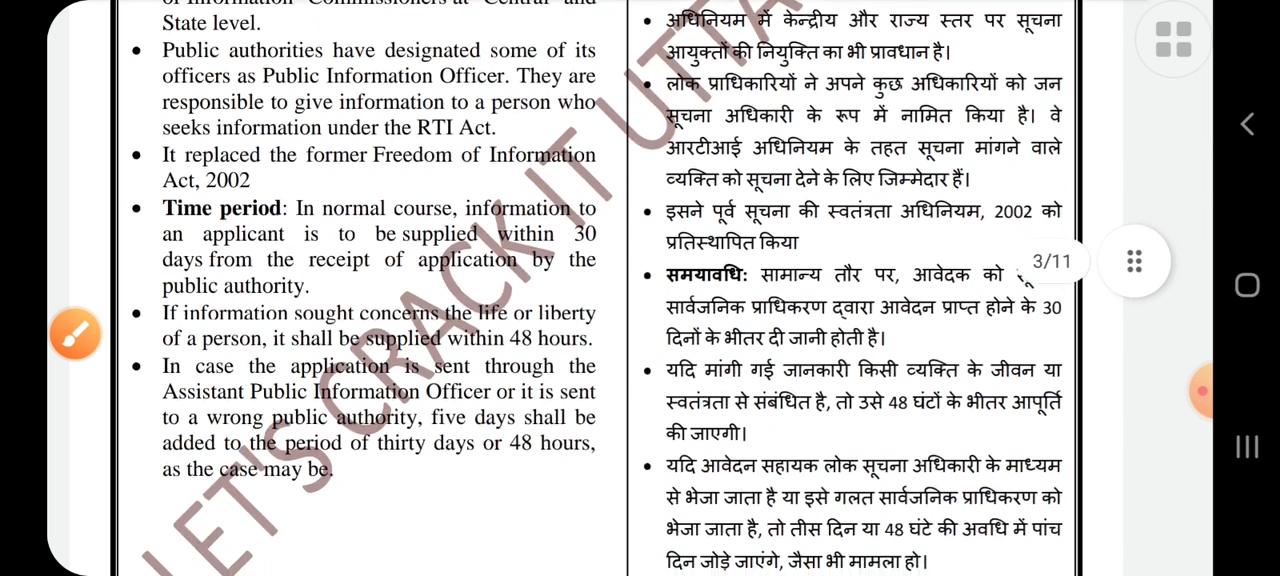 of Information Commissioners at Central and
State level.
• Public authorities have designated some of its
officers as Public Information Officer. They are
responsible to give information to a person who
seeks information under the RTI Act.
• It replaced the former Freedom of Information
Act, 2002
• Time period: In normal course, information to
an applicant is to be supplied within 30
days from the receipt of application by the
public authority.
• If information sought concerns the life or liberty
of a person, it shall be supplied within 48 hours.
• In case the application is sent through the
Assistant Public Information Officer or it is sent
to a wrong public authority, five days shall be
added to the period of thirty days or 48 hours,
as the case may be.
• अधिनियम में केन्द्रीय और राज्य स्तर पर सूचना
आयुक्तों की नियुक्ति का भी प्रावधान है।
• लोक प्राधिकारियों ने अपने कुछ अधिकारियों को जन
सूचना अधिकारी के रूप में नामित किया है। वे
आरटीआई अधिनियम के तहत सूचना मांगने वाले
व्यक्ति को सूचना देने के लिए जिम्मेदार हैं।
• इसने पूर्व सूचना की स्वतंत्रता अधिनियम, 2002 को
प्रतिस्थापित किया
• समयावधि: सामान्य तौर पर, आवेदक को
सार्वजनिक प्राधिकरण द्वारा आवेदन प्राप्त होने के 30
दिनों के भीतर दी जानी होती है।
• यदि मांगी गई जानकारी किसी व्यक्ति के जीवन या
स्वतंत्रता से संबंधित है, तो उसे 48 घंटों के भीतर आपूर्ति
की जाएगी।
• यदि आवेदन सहायक लोक सूचना अधिकारी के माध्यम
से भेजा जाता है या इसे गलत सार्वजनिक प्राधिकरण को
भेजा जाता है, तो तीस दिन या 48 घंटे की अवधि में पांच
दिन जोड़े जाएंगे, जैसा भी मामला हो।
3/11
LET'S CRACK IT UTTA